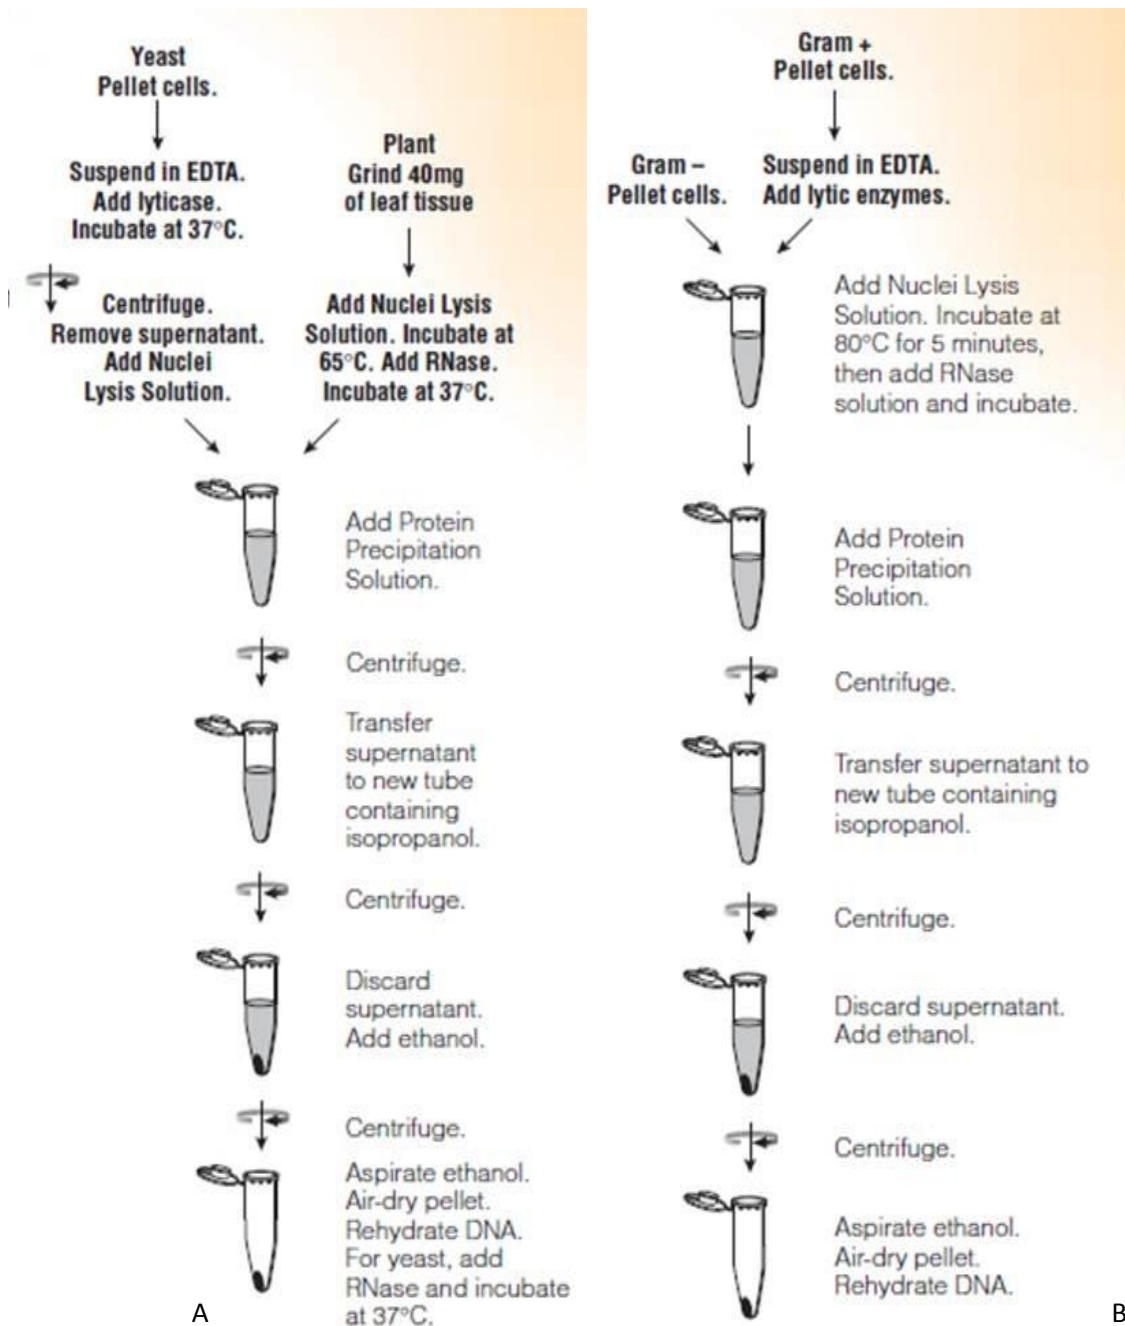 Yeast
Pellet cells.
Suspend in EDTA.
Add lyticase.
Incubate at 37°C.
Centrifuge.
Remove supernatant.
Add Nuclei
Lysis Solution.
Plant
Grind 40mg
of leaf tissue
Add Nuclei Lysis
Solution. Incubate at
65°C. Add RNase.
Incubate at 37°C.
Add Protein
Precipitation
Solution.
Centrifuge.
Transfer
supernatant
to new tube
containing
isopropanol.
Centrifuge.
Discard
supernatant.
Add ethanol.
Centrifuge.
Aspirate ethanol.
Air-dry pellet.
Rehydrate DNA.
For yeast, add
RNase and incubate
at 37°C.
A
Gram +
Pellet cells.
Gram –
Pellet cells.
Suspend in EDTA.
Add lytic enzymes.
Add Nuclei Lysis
Solution. Incubate at
80°C for 5 minutes,
then add RNase
solution and incubate.
Add Protein
Precipitation
Solution.
Centrifuge.
Transfer supernatant to
new tube containing
isopropanol.
Centrifuge.
Discard supernatant.
Add ethanol.
Centrifuge.
Aspirate ethanol.
Air-dry pellet.
Rehydrate DNA.
B